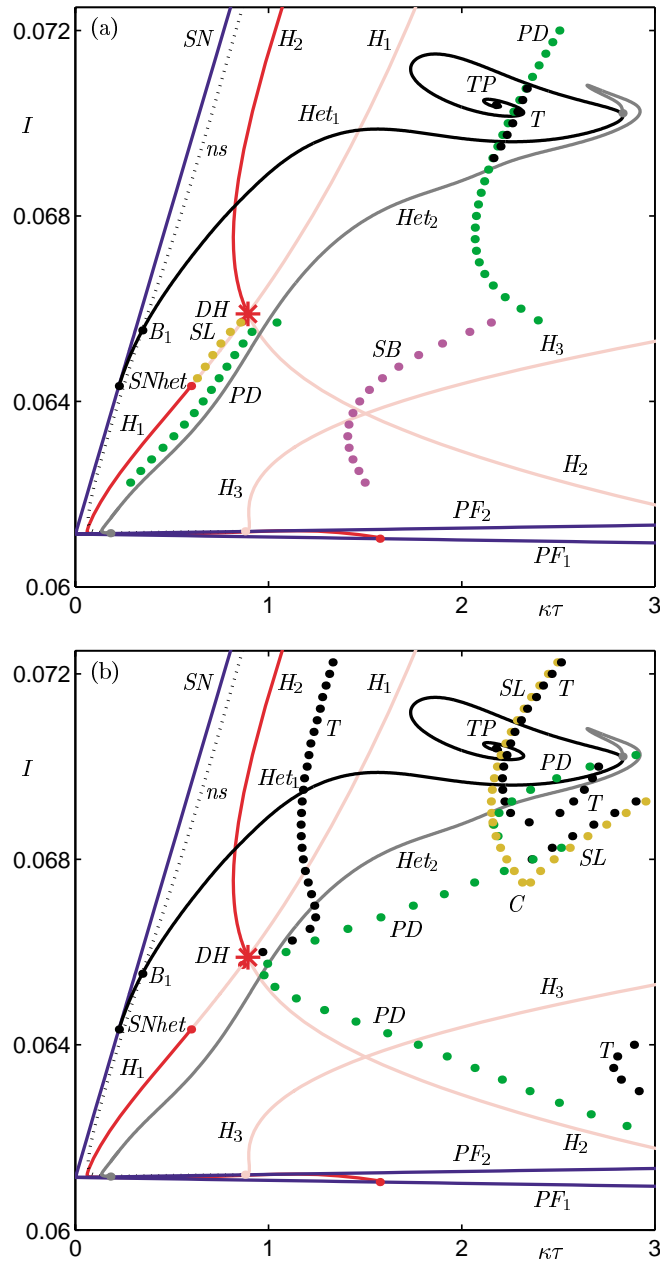 (a)
0.072
I
0.068
0.064
0.06
0
1
2
3
κτ
SN
ns
H2
H1
Het1
TP
PD
T
Het2
DH
SL
B1
SNhet
PD
H1
SB
H3
H3
H2
PF2
PF1
(b)
0.072
I
0.068
0.064
0.06
0
1
2
3
κτ
SN
ns
H2
H1
T
Het1
SL
T
TP
PD
T
SL
C
Het2
PD
DH
B1
SNhet
PD
H3
T
H1
H3
H2
PF2
PF1